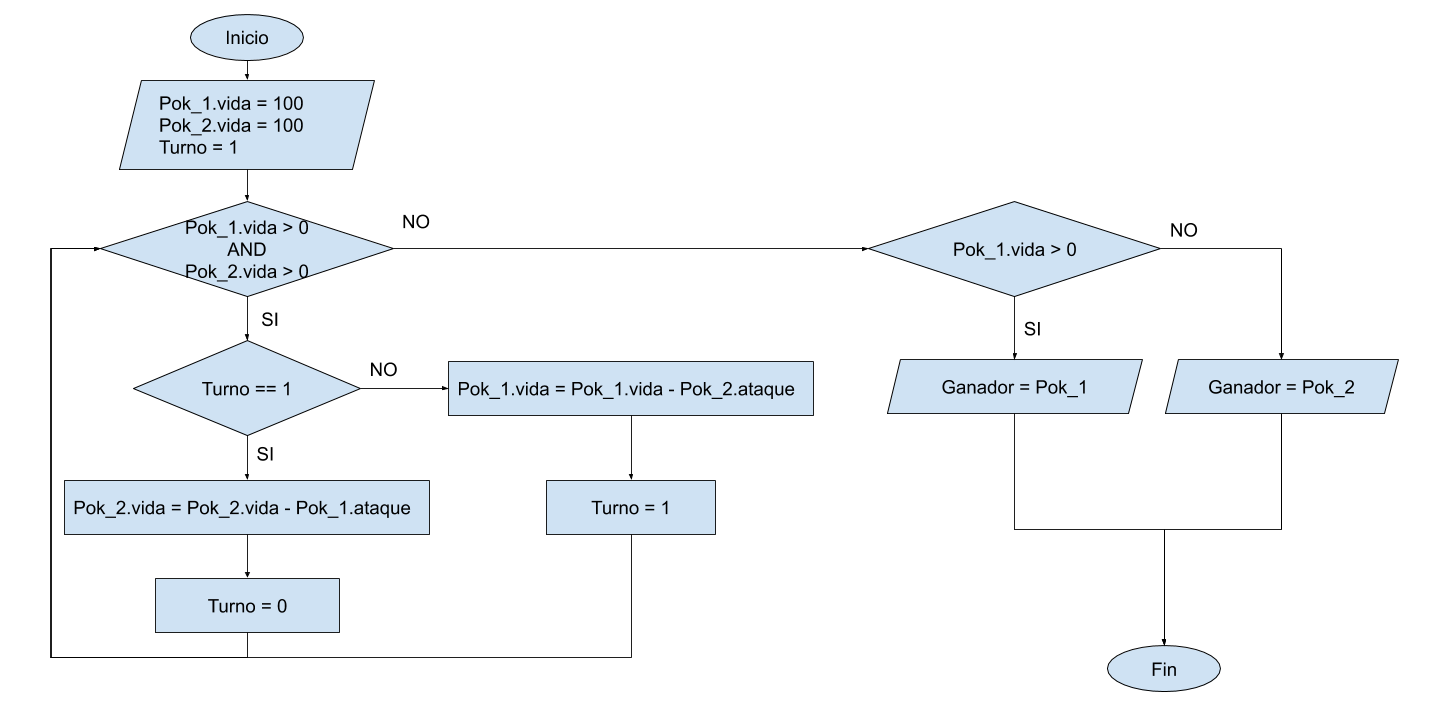 Inicio
Pok_1.vida = 100
Pok_2.vida = 100
Turno = 1
Pok_1.vida > 0
AND
Pok_2.vida > 0
NO
Pok_1.vida > 0
NO
SI
SI
Turno == 1
NO
Pok_1.vida = Pok_1.vida - Pok_2.ataque
Ganador = Pok_1
Ganador = Pok_2
SI
Pok_2.vida = Pok_2.vida - Pok_1.ataque
Turno = 1
Turno = 0
Fin